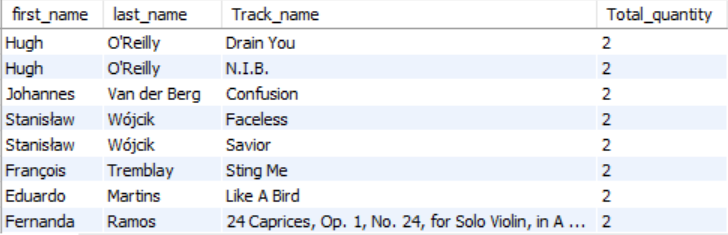 first_name last_name Track_name Total_quantity
Hugh O'Reilly Drain You 2
Hugh O'Reilly N.I.B. 2
Johannes Van der Berg Confusion 2
Stanisław Wójcik Faceless 2
Stanisław Wójcik Savior 2
François Tremblay Sting Me 2
Eduardo Martins Like A Bird 2
Fernanda Ramos 24 Caprices, Op. 1, No. 24, for Solo Violin, in A ... 2